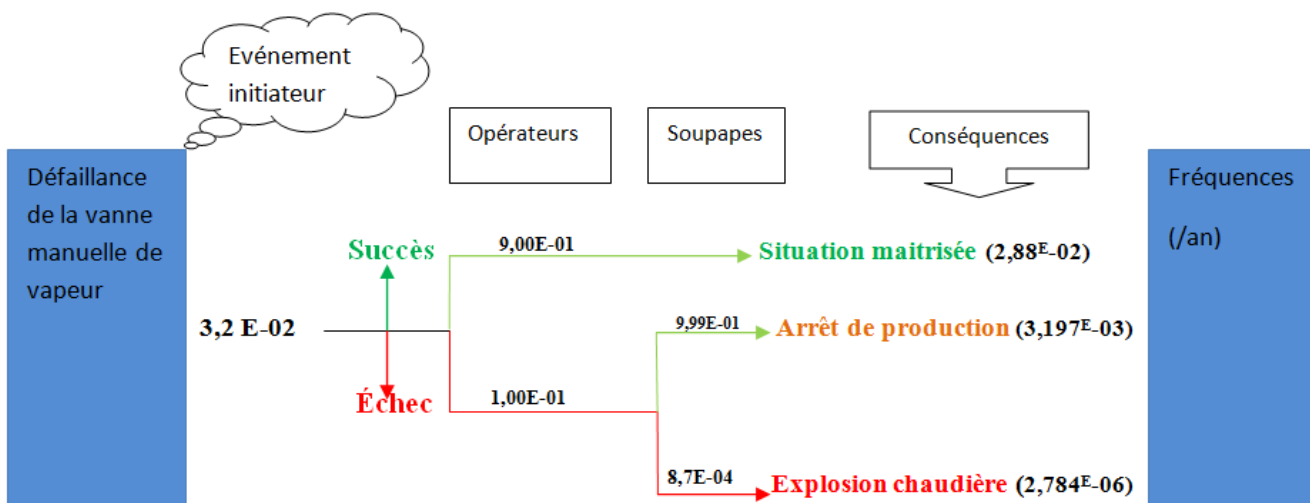 Evénement
initiateur
Opérateurs
Soupapes
Conséquences
Défaillance
de la vanne
manuelle de
vapeur
Fréquences
(/an)
Succès
9,00E-01
Situation maitrisée (2,88E-02)
3,2 E-02
9,99E-01
Arrêt de production (3,197E-03)
Échec
1,00E-01
8,7E-04
Explosion chaudière (2,784E-06)